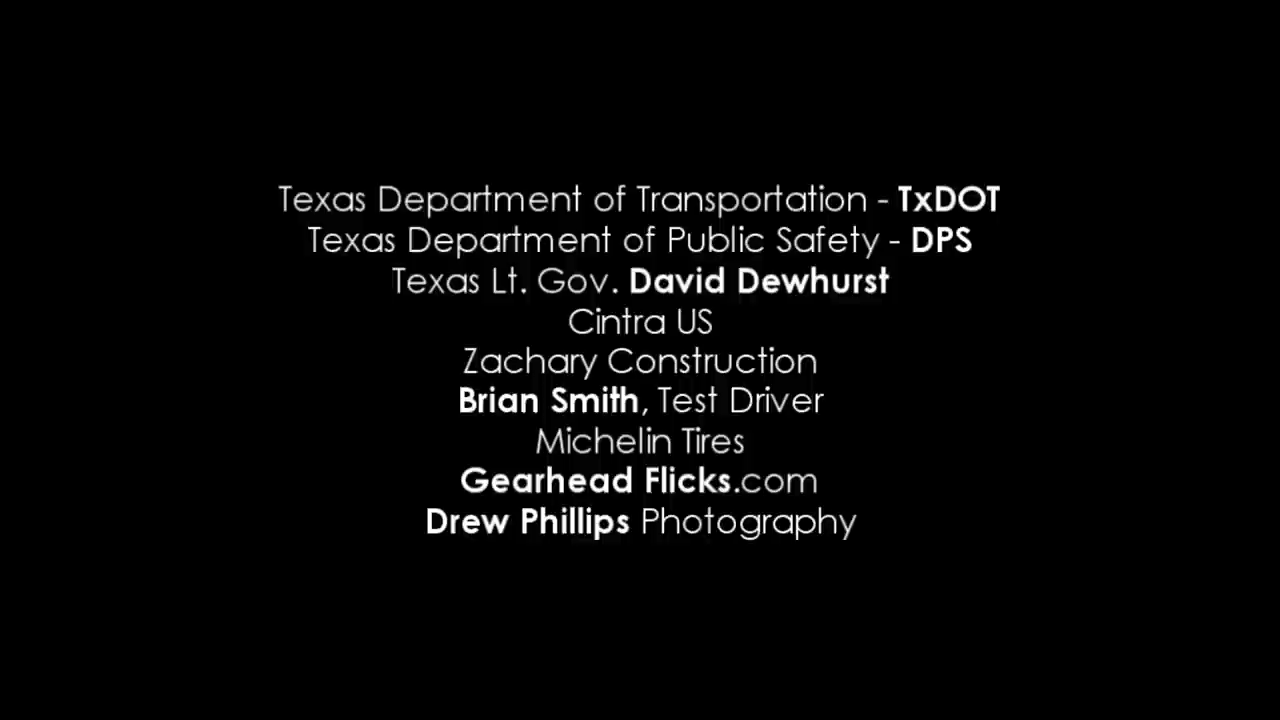 Texas Department of Transportation - TxDOT
Texas Department of Public Safety - DPS
Texas Lt. Gov. David Dewhurst
Cintra US
Zachary Construction
Brian Smith, Test Driver
Michelin Tires
Gearhead Flicks.com
Drew Phillips Photography